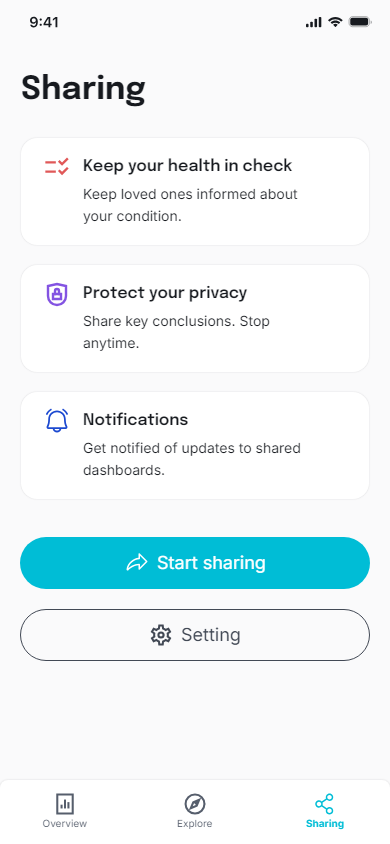 9:41
Sharing
Keep your health in check
Keep loved ones informed about
your condition.
Protect your privacy
Share key conclusions. Stop
anytime.
Notifications
Get notified of updates to shared
dashboards.
Start sharing
Setting
Overview
Explore
Sharing